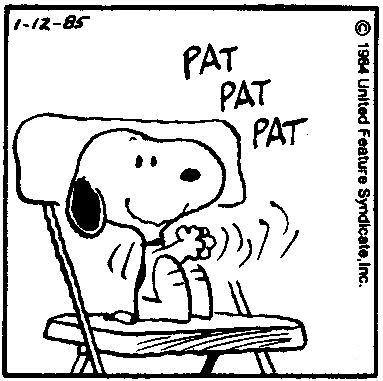 1-12-85
PAT
PAT
PAT
© 1984 United Feature Syndicate, Inc.